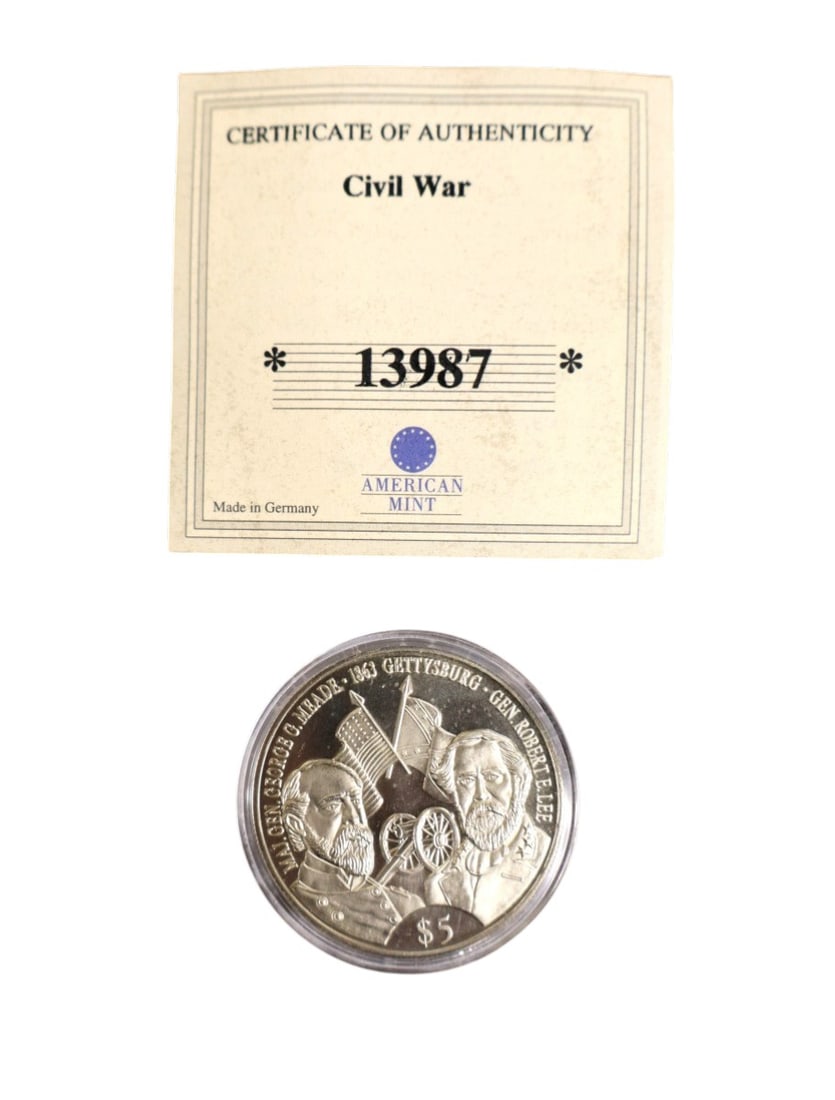 CERTIFICATE OF AUTHENTICITY
Civil War
* 13987 *
AMERICAN
MINT
Made in Germany
MAJ. GEN. GEORGE G. MEADE · 1863 GETTYSBURG · GEN. ROBERT E. LEE
$5